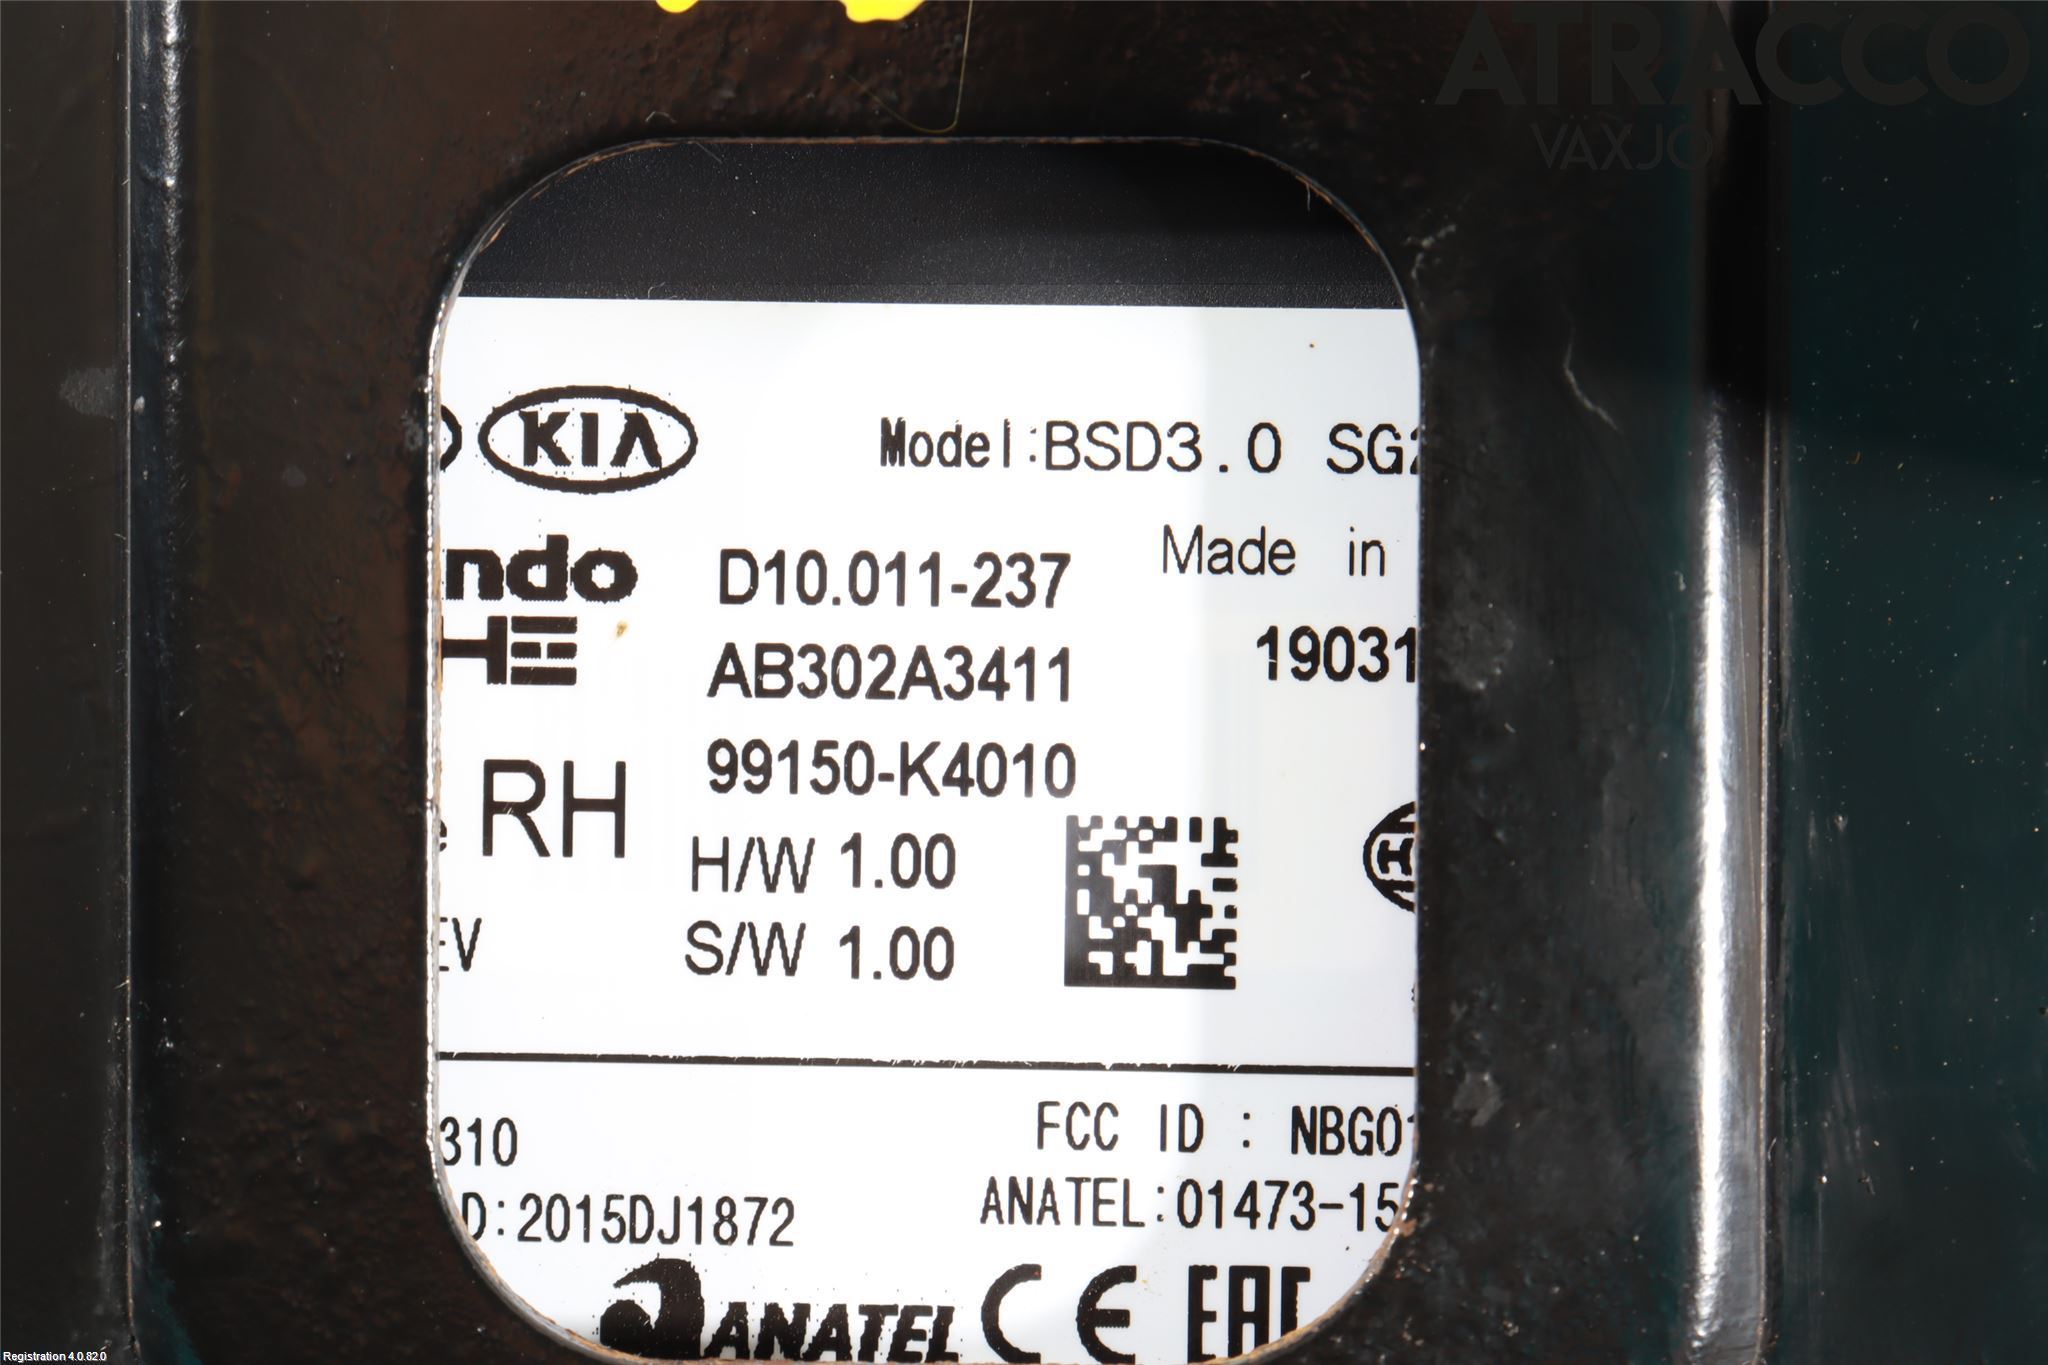 ATRACCO
VÄXJÖ
KIA
Model:BSD3.0 SG2
ndo
D10.011-237
Made in
HE
AB302A3411
19031
RH
99150-K4010
H/W 1.00
EV
S/W 1.00
310
FCC ID : NBG01
D:2015DJ1872
ANATEL:01473-15
ANATEL CE EAC
Registration 4.0.82.0